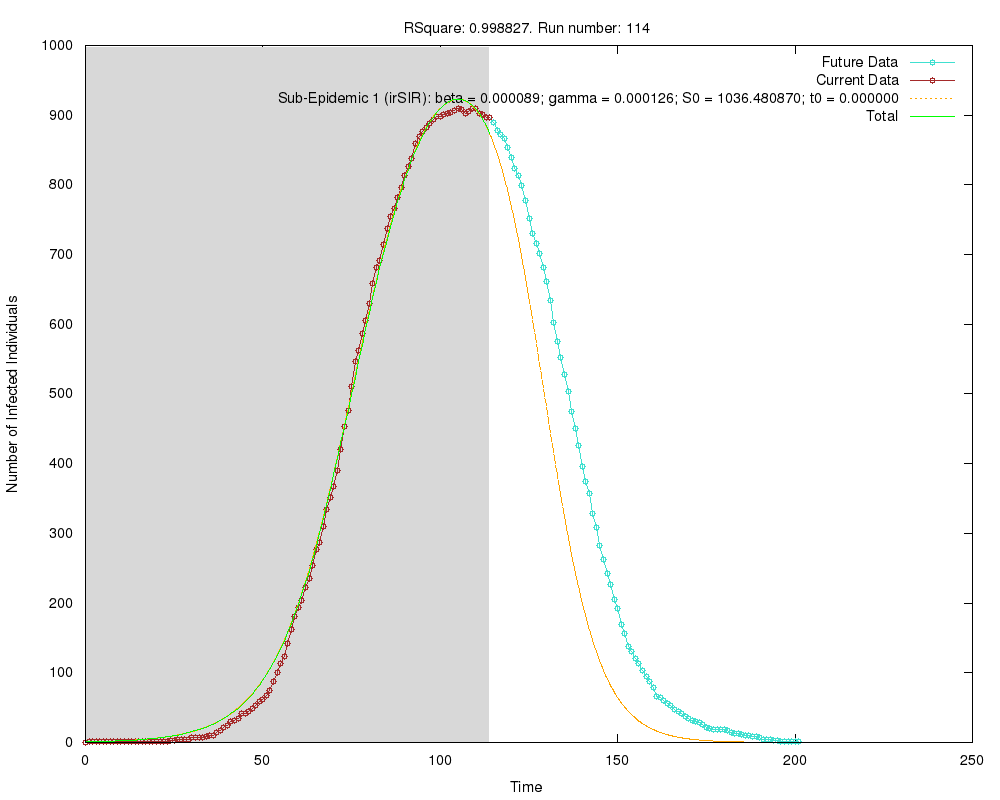 RSquare: 0.998827. Run number: 114
Future Data
Current Data
Sub-Epidemic 1 (irSIR): beta = 0.000089; gamma = 0.000126; S0 = 1036.480870; t0 = 0.000000
Total
1000
900
800
700
600
500
400
300
200
100
0
Number of Infected Individuals
0 50 100 150 200 250
Time